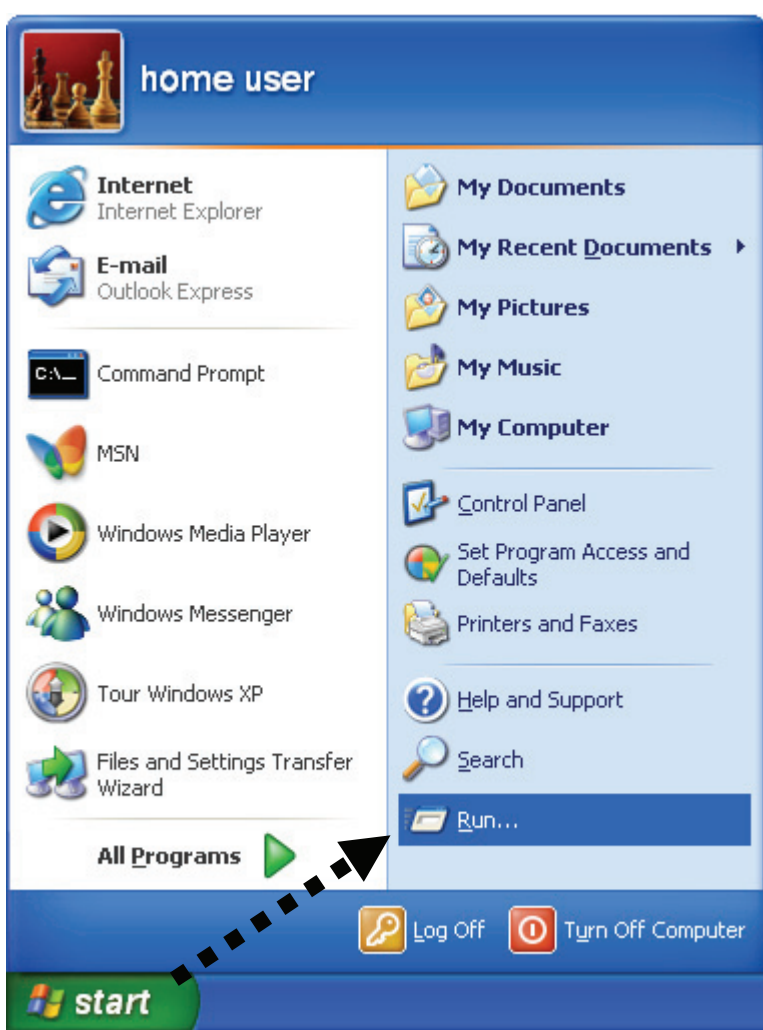 home user
Internet
Internet Explorer
E-mail
Outlook Express
C:\_
Command Prompt
MSN
Windows Media Player
Windows Messenger
Tour Windows XP
Files and Settings Transfer
Wizard
All Programs
My Documents
My Recent Documents
My Pictures
My Music
My Computer
Control Panel
Set Program Access and
Defaults
Printers and Faxes
Help and Support
Search
Run...
Log Off
Turn Off Computer
start